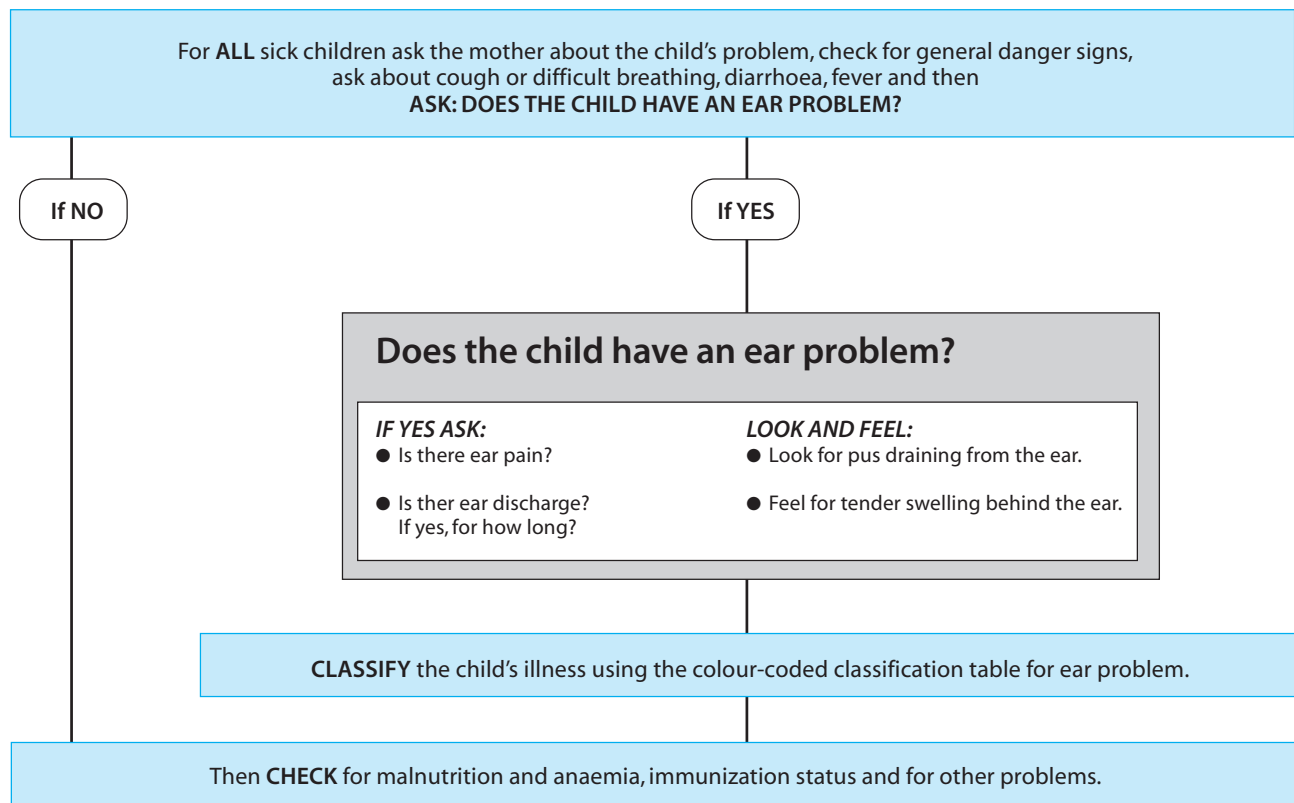 For ALL sick children ask the mother about the child's problem, check for general danger signs,
ask about cough or difficult breathing, diarrhoea, fever and then
ASK: DOES THE CHILD HAVE AN EAR PROBLEM?
If NO
If YES
Does the child have an ear problem?
IF YES ASK:
● Is there ear pain?
● Is ther ear discharge?
If yes, for how long?
LOOK AND FEEL:
● Look for pus draining from the ear.
● Feel for tender swelling behind the ear.
CLASSIFY the child's illness using the colour-coded classification table for ear problem.
Then CHECK for malnutrition and anaemia, immunization status and for other problems.